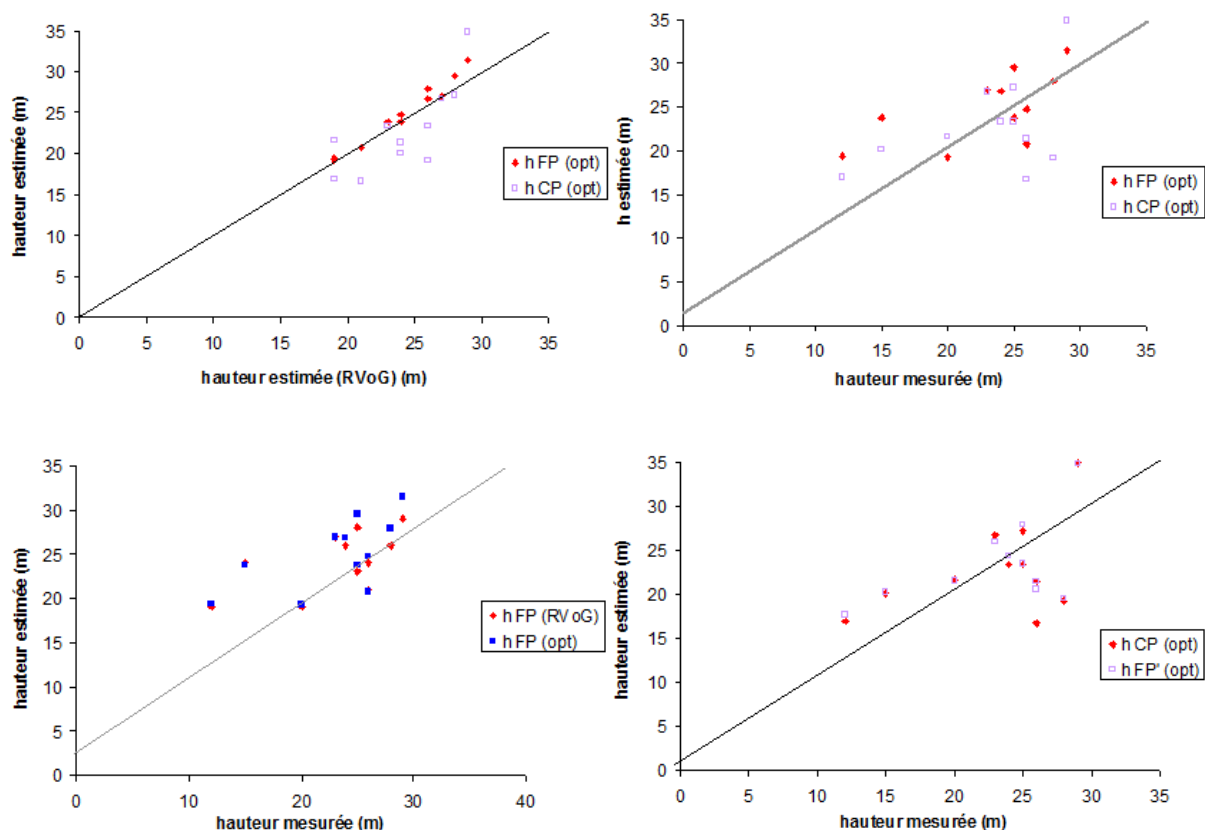 hauteur estimée (m)
35
30
25
20
15
10
5
0
0 5 10 15 20 25 30 35
hauteur estimée (RVoG) (m)
h FP (opt)
h CP (opt)
h estimée (m)
35
30
25
20
15
10
5
0
0 5 10 15 20 25 30 35
hauteur mesurée (m)
h FP (opt)
h CP (opt)
hauteur estimée (m)
35
30
25
20
15
10
5
0
0 10 20 30 40
hauteur mesurée (m)
h FP (RVoG)
h FP (opt)
hauteur estimée (m)
35
30
25
20
15
10
5
0
0 5 10 15 20 25 30 35
hauteur mesurée (m)
h CP (opt)
h FP' (opt)